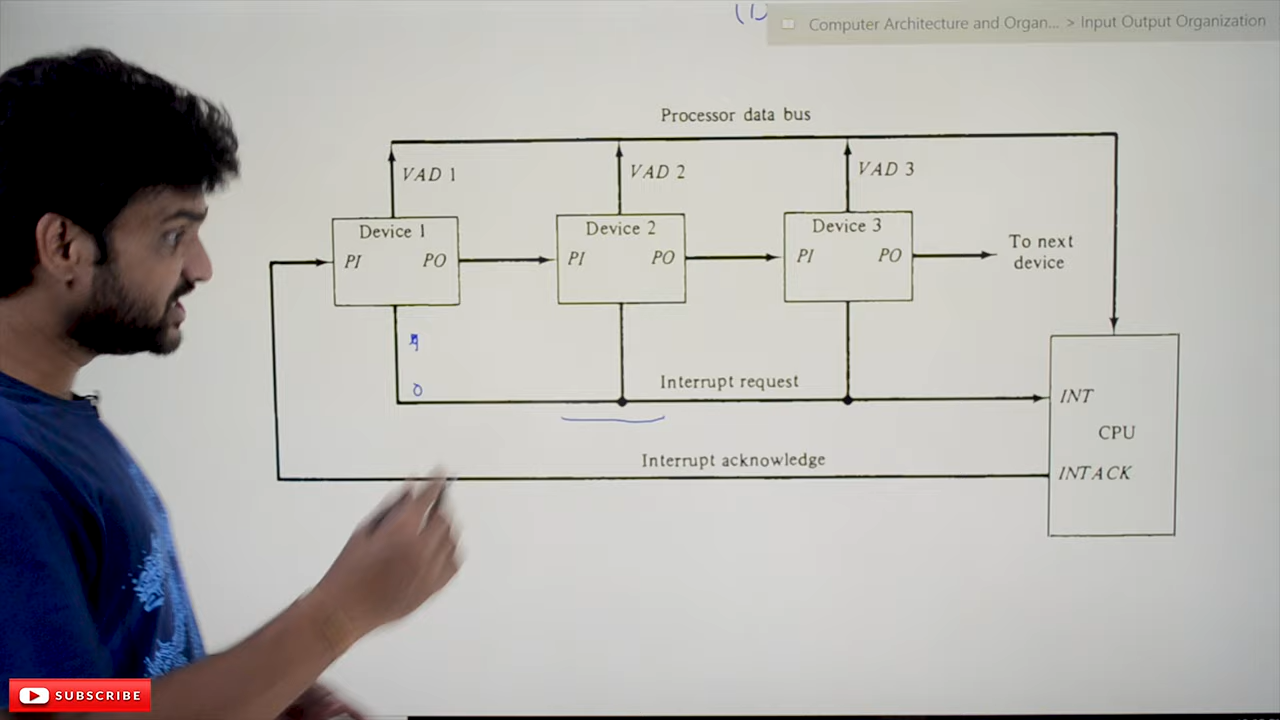 (1)
Computer Architecture and Organ... > Input Output Organization
Processor data bus
VAD 1
VAD 2
VAD 3
Device 1
PI PO
Device 2
PI PO
Device 3
PI PO
To next
device
0
Interrupt request
INT
CPU
Interrupt acknowledge
INTACK
SUBSCRIBE